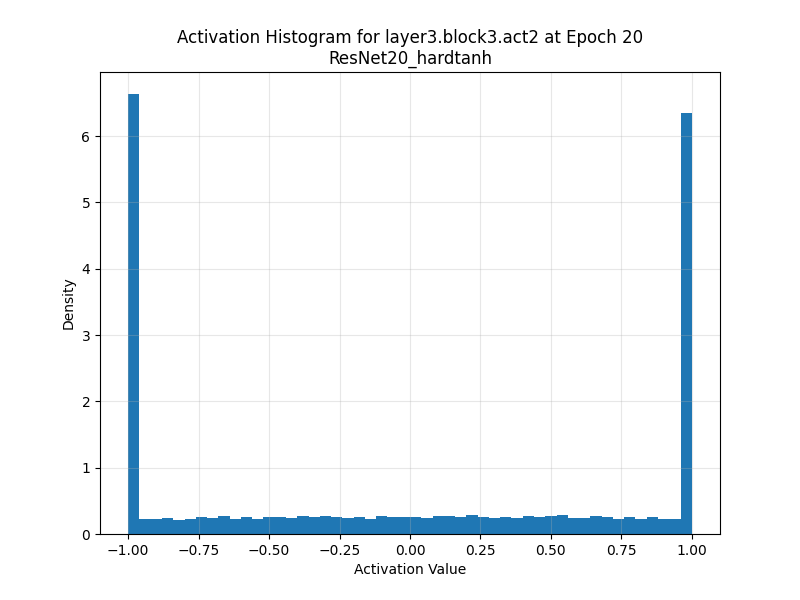 Activation Histogram for layer3.block3.act2 at Epoch 20
ResNet20_hardtanh
6
5
4
3
2
1
0
Density
−1.00 −0.75 −0.50 −0.25 0.00 0.25 0.50 0.75 1.00
Activation Value